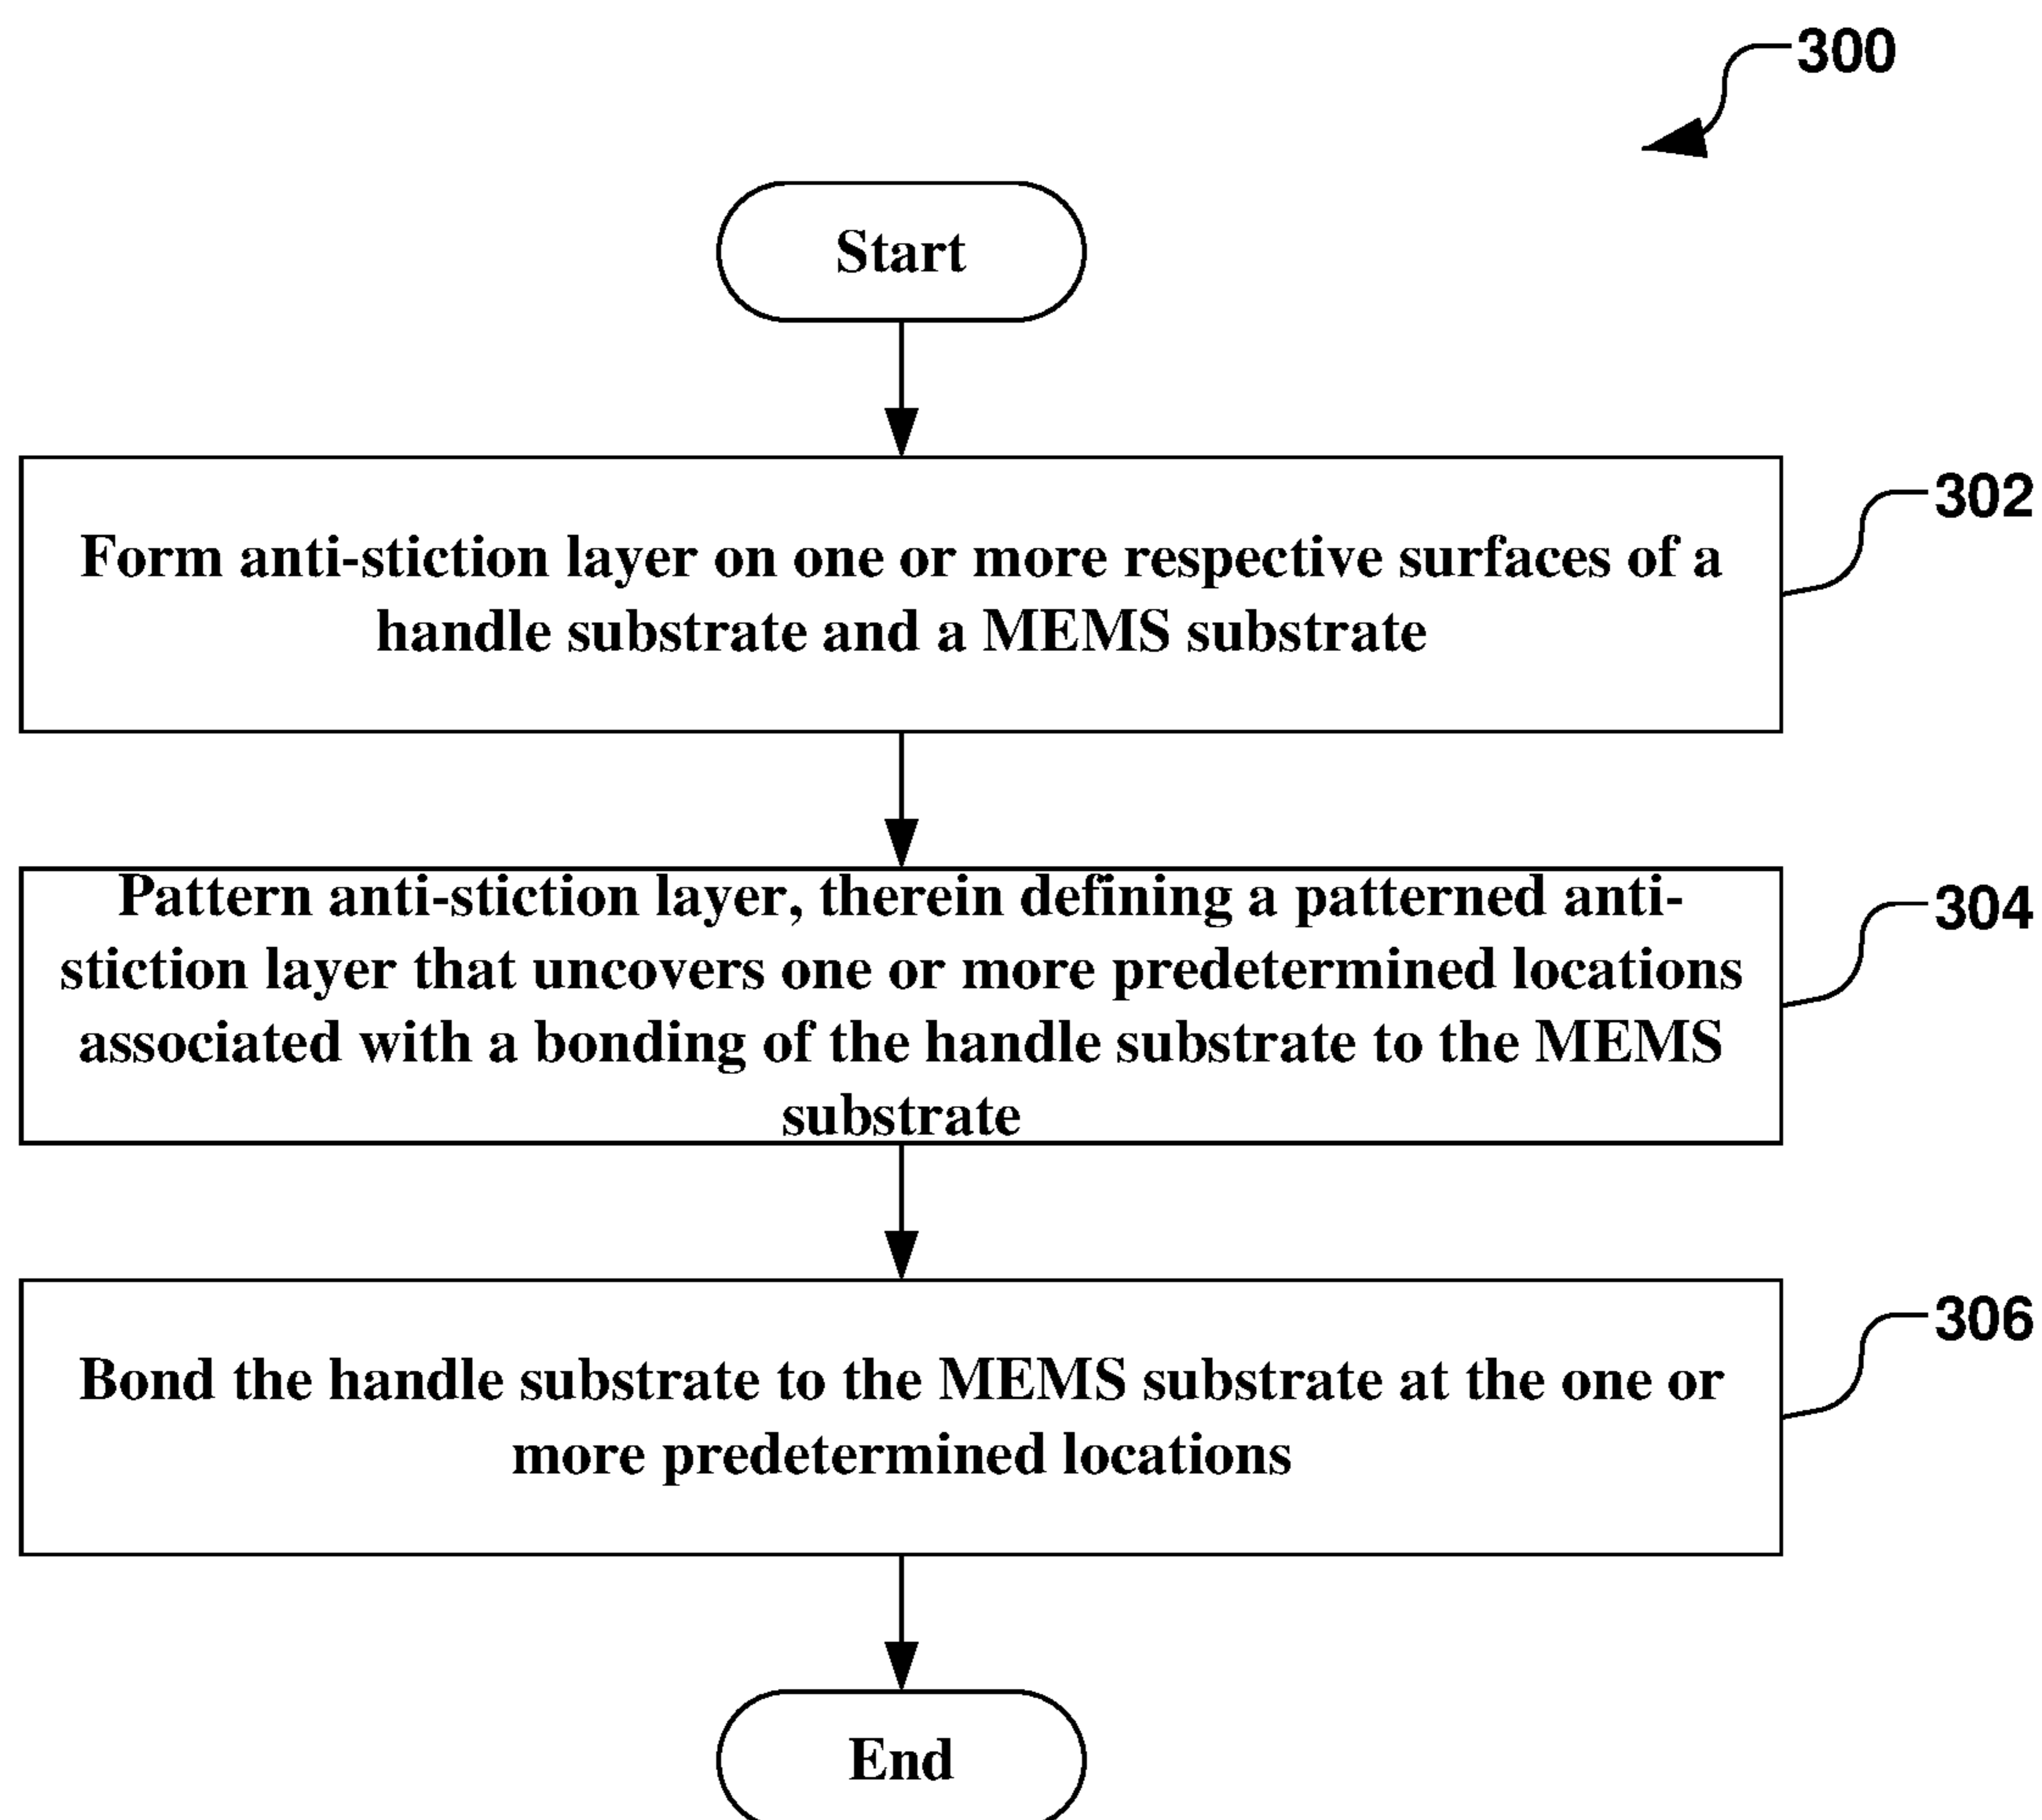 300
Start
Form anti-stiction layer on one or more respective surfaces of a
handle substrate and a MEMS substrate
302
Pattern anti-stiction layer, therein defining a patterned anti-
stiction layer that uncovers one or more predetermined locations
associated with a bonding of the handle substrate to the MEMS
substrate
304
Bond the handle substrate to the MEMS substrate at the one or
more predetermined locations
306
End